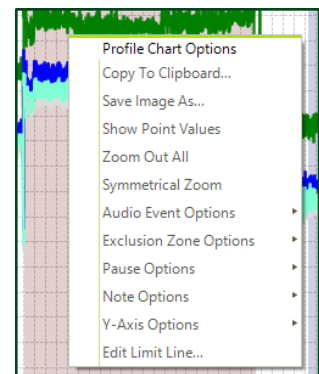 Profile Chart Options
Copy To Clipboard...
Save Image As...
Show Point Values
Zoom Out All
Symmetrical Zoom
Audio Event Options
Exclusion Zone Options
Pause Options
Note Options
Y-Axis Options
Edit Limit Line...